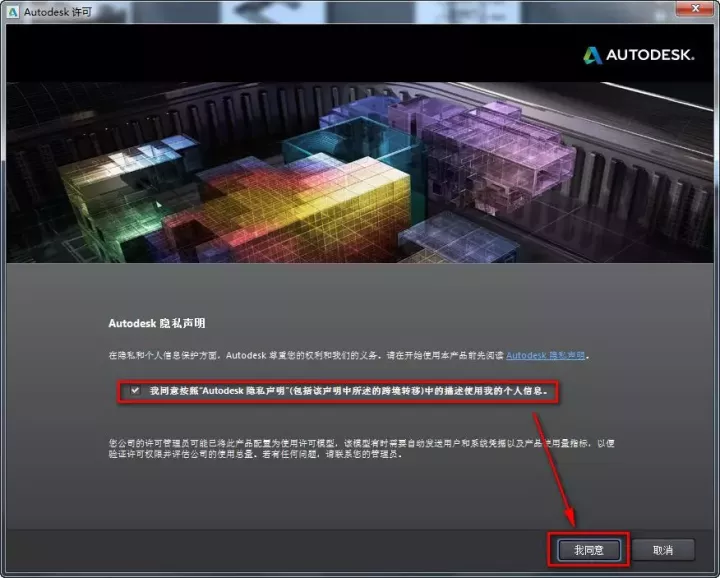 Autodesk 许可
AUTODESK.
Autodesk 隐私声明
在隐私和个人信息保护方面，Autodesk 尊重您的权利和我们的义务。请在开始使用本产品前先阅读 Autodesk 隐私声明。
我同意按照"Autodesk 隐私声明"(包括该声明中所述的跨境转移)中的描述使用我的个人信息。
您公司的许可管理员可能已将此产品配置为使用许可模型，该模型有时需要自动发送用户和系统凭据以及产品使用量指标，以便
验证许可权限并评估公司的使用总量。若有任何问题，请联系您的管理员。
我同意
取消